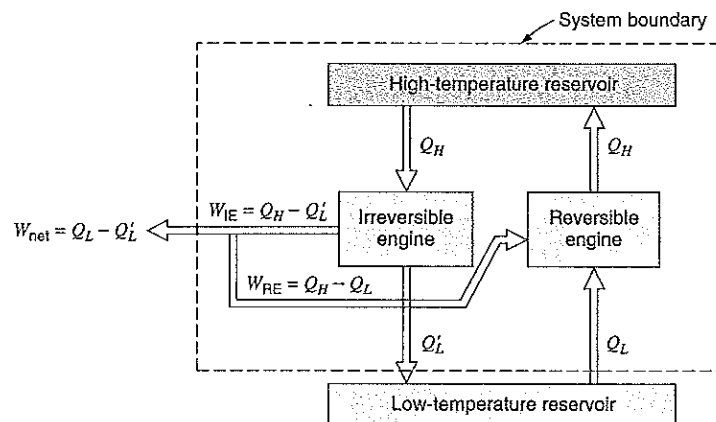 System boundary
High-temperature reservoir
Q_H
Q_H
W_IE = Q_H − Q'_L
W_net = Q_L − Q'_L
Irreversible
engine
Reversible
engine
W_RE = Q_H − Q_L
Q'_L
Q_L
Low-temperature reservoir